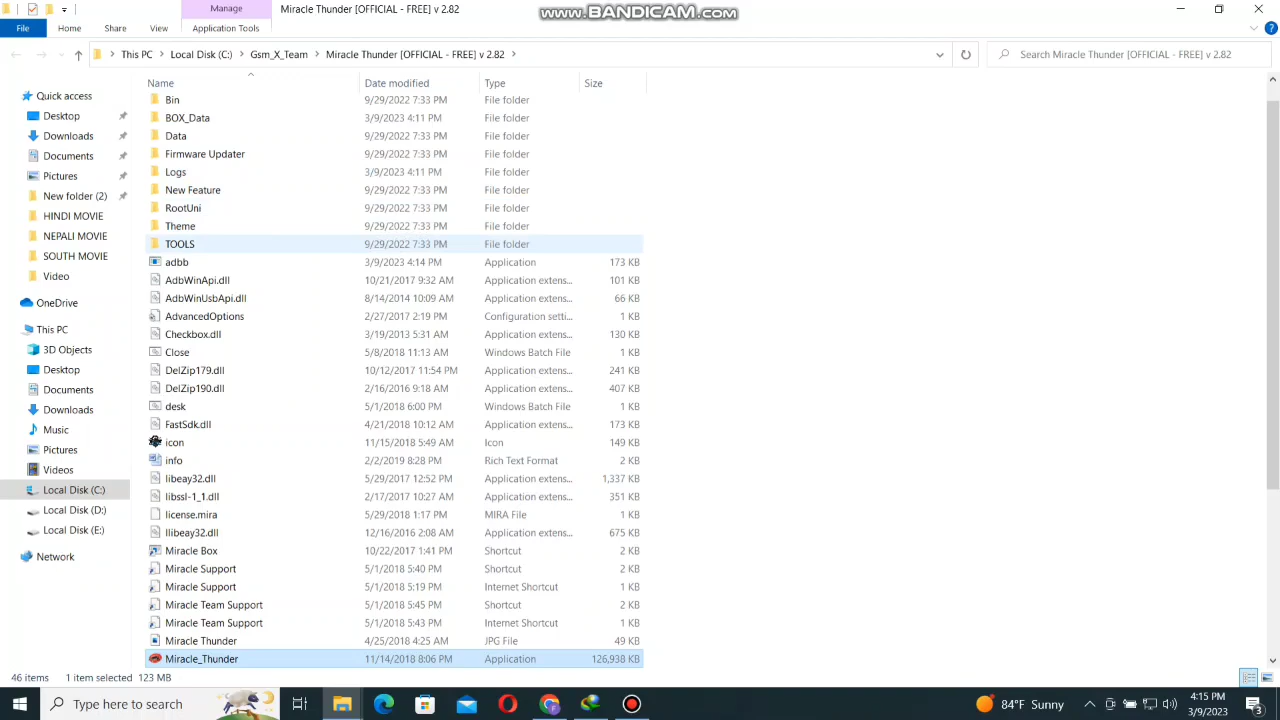 Manage
Miracle Thunder [OFFICIAL - FREE] v 2.82
www.BANDICAM.com
File
Home
Share
View
Application Tools
This PC
Local Disk (C:)
Gsm_X_Team
Miracle Thunder [OFFICIAL - FREE] v 2.82
Search Miracle Thunder [OFFICIAL - FREE] v 2.82
Quick access
Desktop
Downloads
Documents
Pictures
New folder (2)
HINDI MOVIE
NEPALI MOVIE
SOUTH MOVIE
Video
OneDrive
This PC
3D Objects
Desktop
Documents
Downloads
Music
Pictures
Videos
Local Disk (C:)
Local Disk (D:)
Local Disk (E:)
Network
Name Date modified Type Size
Bin 9/29/2022 7:33 PM File folder
BOX_Data 3/9/2023 4:11 PM File folder
Data 9/29/2022 7:33 PM File folder
Firmware Updater 9/29/2022 7:33 PM File folder
Logs 3/9/2023 4:11 PM File folder
New Feature 9/29/2022 7:33 PM File folder
RootUni 9/29/2022 7:33 PM File folder
Theme 9/29/2022 7:33 PM File folder
TOOLS 9/29/2022 7:33 PM File folder
adbb 3/9/2023 4:14 PM Application 173 KB
AdbWinApi.dll 10/21/2017 9:32 AM Application extens... 101 KB
AdbWinUsbApi.dll 8/14/2014 10:09 AM Application extens... 66 KB
AdvancedOptions 2/27/2017 2:19 PM Configuration setti... 1 KB
Checkbox.dll 3/19/2013 5:31 AM Application extens... 130 KB
Close 5/8/2018 11:13 AM Windows Batch File 1 KB
DelZip179.dll 10/12/2017 11:54 PM Application extens... 241 KB
DelZip190.dll 2/16/2016 9:18 AM Application extens... 407 KB
desk 5/1/2018 6:00 PM Windows Batch File 1 KB
FastSdk.dll 4/21/2018 10:12 AM Application extens... 173 KB
icon 11/15/2018 5:49 AM Icon 149 KB
info 2/2/2019 8:28 PM Rich Text Format 2 KB
libeay32.dll 5/29/2017 12:52 PM Application extens... 1,337 KB
libssl-1_1.dll 2/17/2017 10:27 AM Application extens... 351 KB
license.mira 5/29/2018 1:17 PM MIRA File 0 KB
llibeay32.dll 12/16/2016 2:08 AM Application extens... 675 KB
Miracle Box 10/22/2017 1:41 PM Shortcut 2 KB
Miracle Support 5/1/2018 5:40 PM Shortcut 2 KB
Miracle Support 5/1/2018 5:19 PM Internet Shortcut 1 KB
Miracle Team Support 5/1/2018 5:45 PM Shortcut 2 KB
Miracle Team Support 5/1/2018 5:43 PM Internet Shortcut 1 KB
Miracle Thunder 4/25/2018 4:25 AM JPG File 49 KB
Miracle_Thunder 11/14/2018 8:06 PM Application 126,938 KB
46 items 1 item selected 123 MB
Type here to search
84°F Sunny
4:15 PM
3/9/2023
3